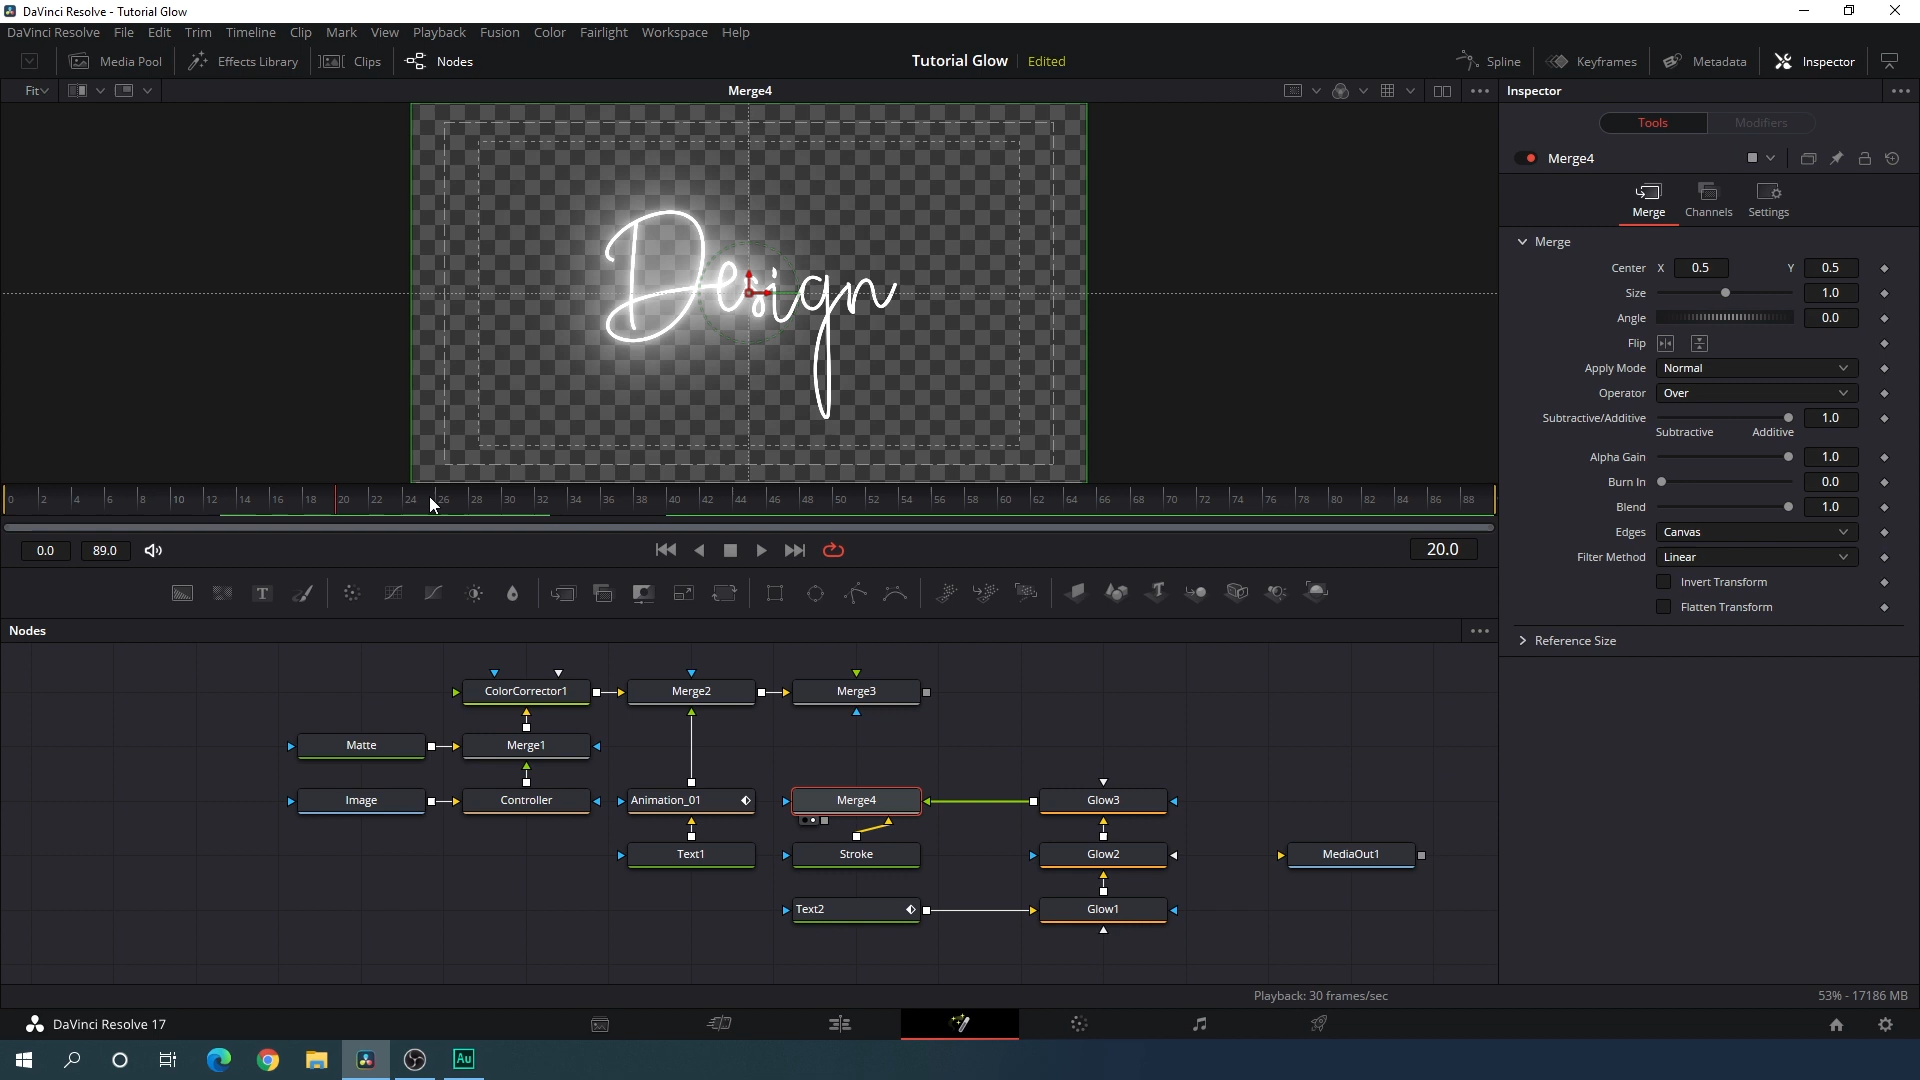 DaVinci Resolve - Tutorial Glow
DaVinci Resolve File Edit Trim Timeline Clip Mark View Playback Fusion Color Fairlight Workspace Help
Media Pool Effects Library Clips Nodes Tutorial Glow Edited Spline Keyframes Metadata Inspector
Fit Merge4 Inspector
Tools Modifiers
Merge4
Merge Channels Settings
Merge
Center X 0.5 Y 0.5
Size 1.0
Angle 0.0
Flip
Apply Mode Normal
Operator Over
Subtractive/Additive 1.0
Subtractive Additive
Alpha Gain 1.0
Burn In 0.0
Blend 1.0
Edges Canvas
Filter Method Linear
Invert Transform
Flatten Transform
Reference Size
Design
0 2 4 6 8 10 12 14 16 18 20 22 24 26 28 30 32 34 36 38 40 42 44 46 48 50 52 54 56 58 60 62 64 66 68 70 72 74 76 78 80 82 84 86 88
0.0 89.0 20.0
Nodes
ColorCorrector1 Merge2 Merge3
Matte Merge1
Image Controller Animation_01 Merge4 Glow3
Text1 Stroke Glow2 MediaOut1
Text2 Glow1
Playback: 30 frames/sec 53% - 17186 MB
DaVinci Resolve 17
Au